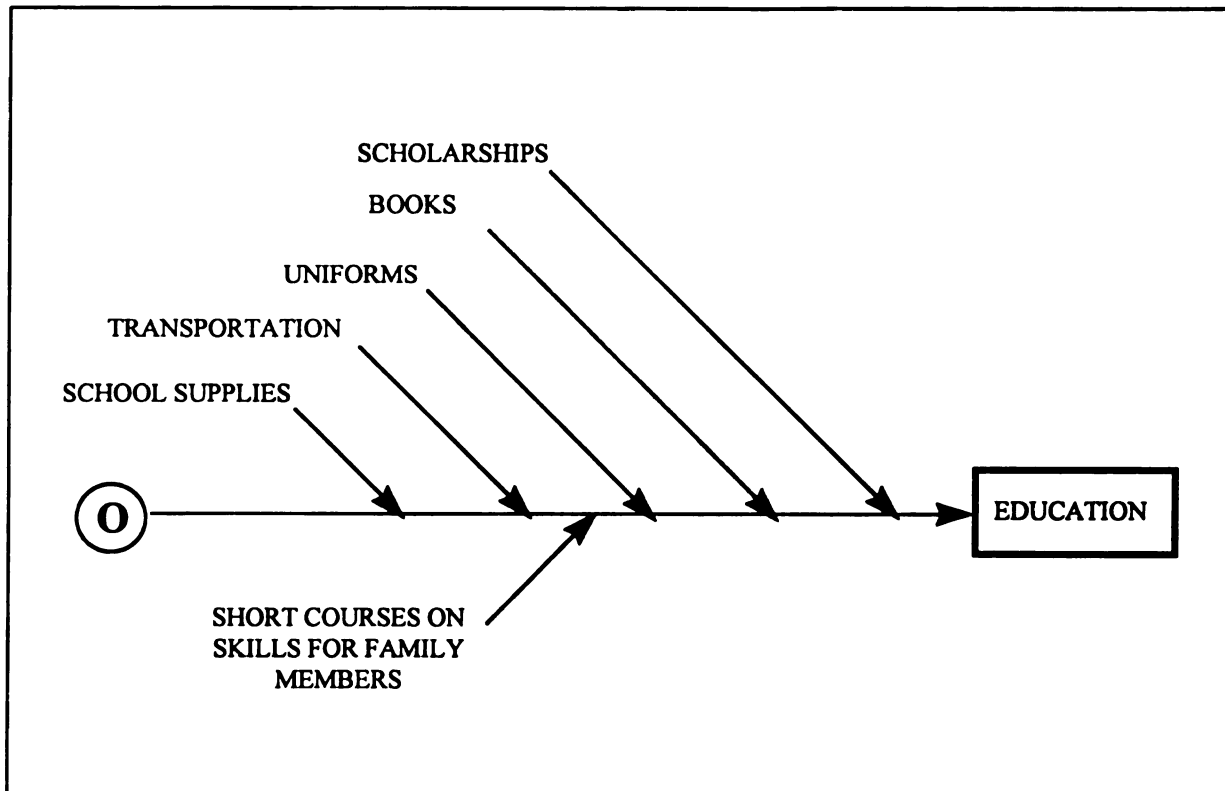 SCHOLARSHIPS
BOOKS
UNIFORMS
TRANSPORTATION
SCHOOL SUPPLIES
O
EDUCATION
SHORT COURSES ON
SKILLS FOR FAMILY
MEMBERS